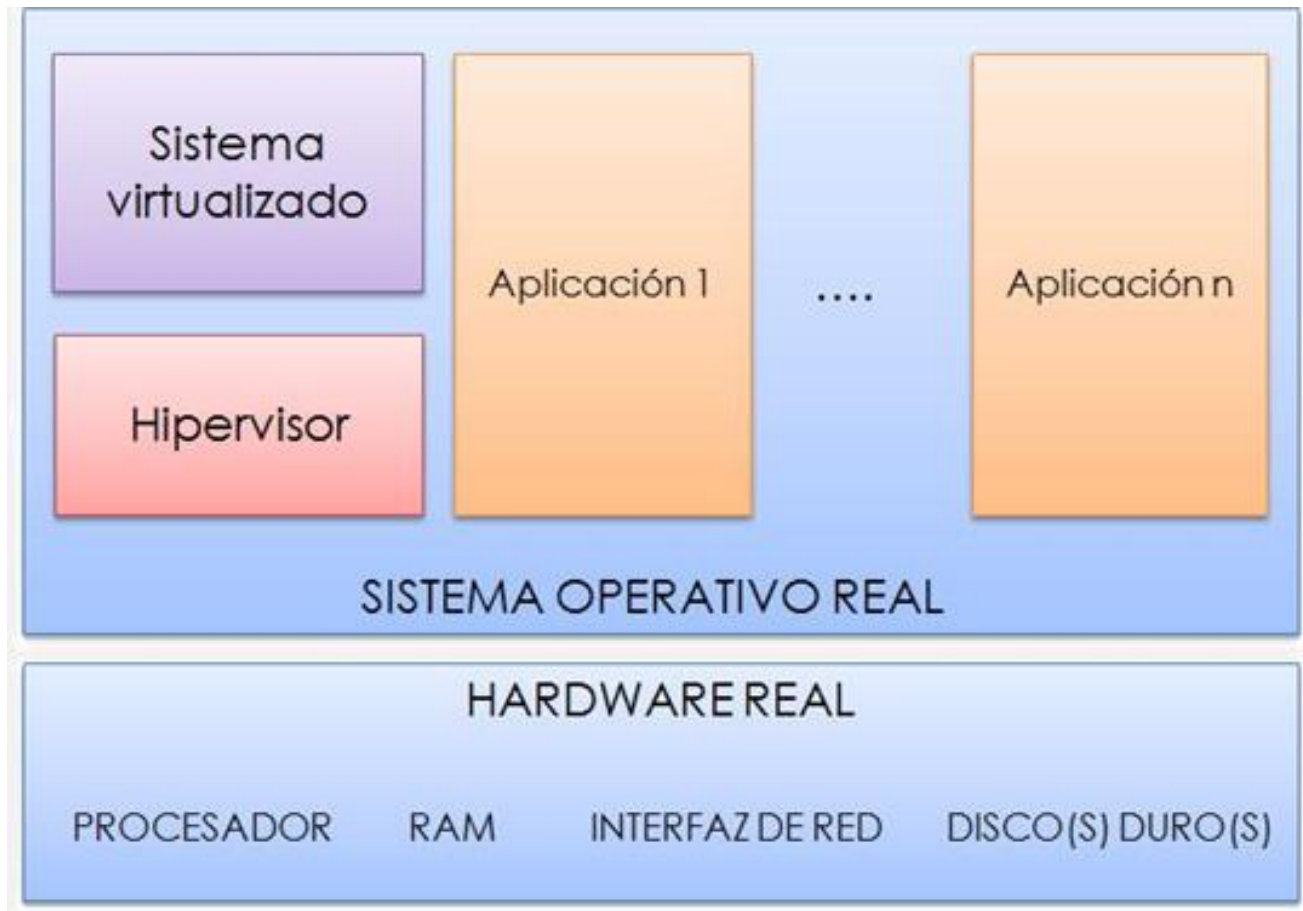 Sistema
virtualizado
Hipervisor
Aplicación 1
....
Aplicación n
SISTEMA OPERATIVO REAL
HARDWARE REAL
PROCESADOR RAM INTERFAZ DE RED DISCO(S) DURO(S)